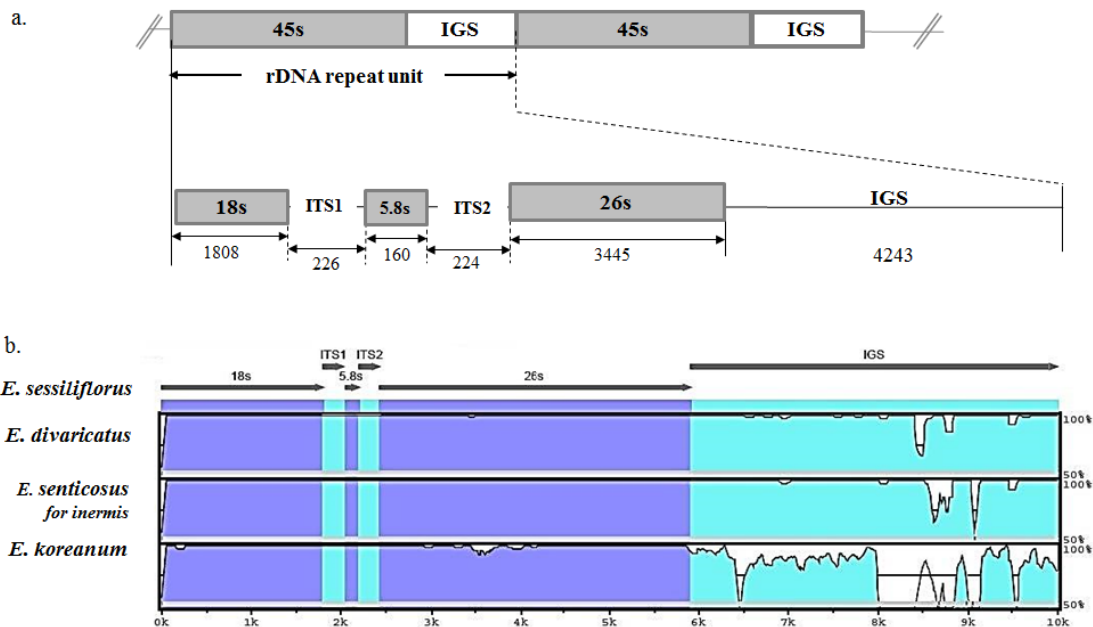 a.
45s IGS 45s IGS
rDNA repeat unit
18s ITS1 5.8s ITS2 26s IGS
1808 226 160 224 3445 4243
b.
ITS1 ITS2 IGS
18s 5.8s 26s
E. sessiliflorus
E. divaricatus
100%
50%
E. senticosus
for inermis
100%
50%
E. koreanum
100%
50%
0k 1k 2k 3k 4k 5k 6k 7k 8k 9k 10k